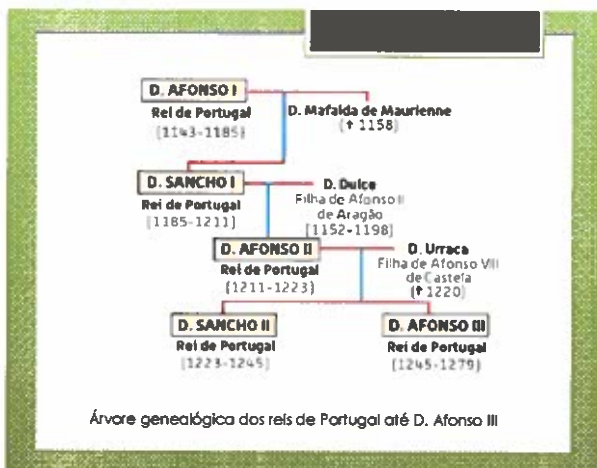 D. AFONSO I
Rei de Portugal
(1143-1185)
D. Mafalda de Maurienne
(✝ 1158)
D. SANCHO I
Rei de Portugal
(1185-1211)
D. Dulce
Filha de Afonso II
de Aragão
(1152-1198)
D. AFONSO II
Rei de Portugal
(1211-1223)
D. Urraca
Filha de Afonso VIII
de Castela
(✝ 1220)
D. SANCHO II
Rei de Portugal
(1223-1245)
D. AFONSO III
Rei de Portugal
(1245-1279)
Árvore genealógica dos reis de Portugal até D. Afonso III